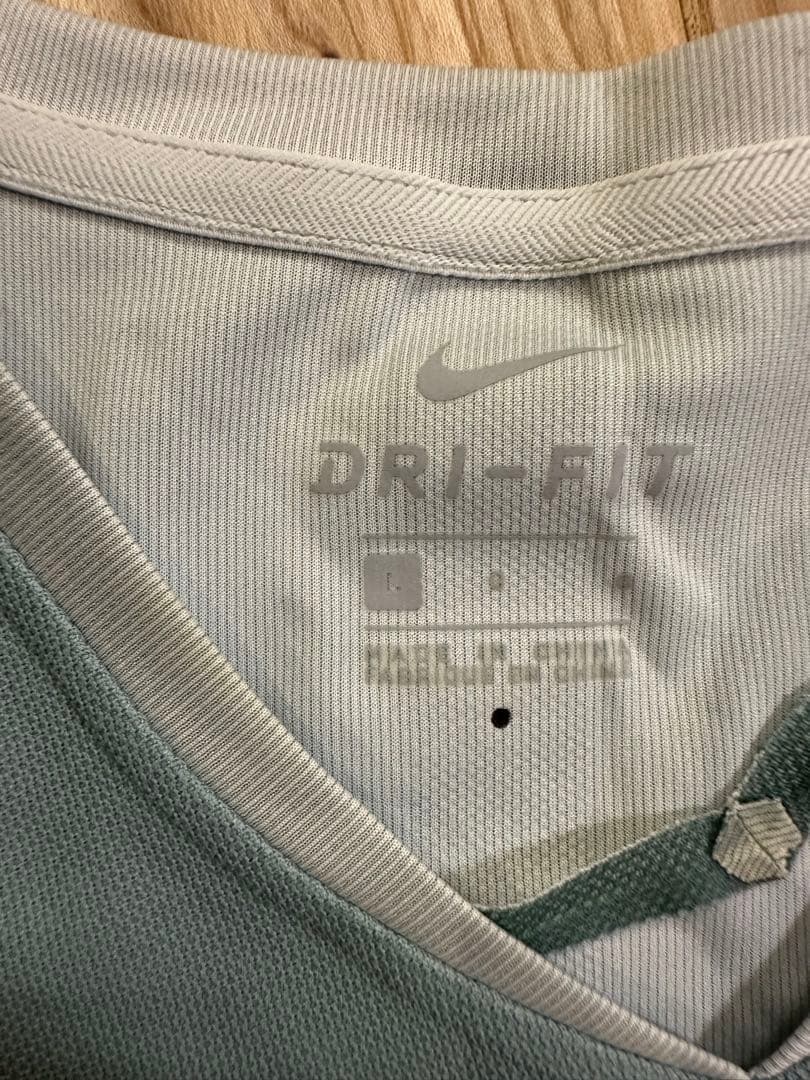 DRI-FIT
L G
MADE IN CHINA
FABRIQUÉ EN CHINE